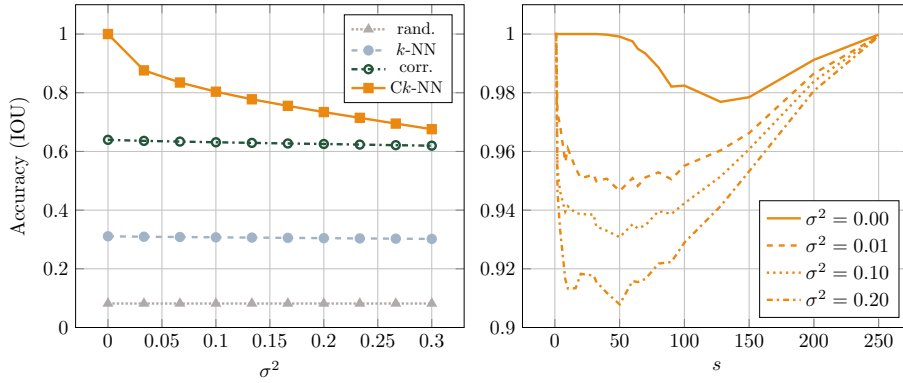 Accuracy (IOU)
1
0.8
0.6
0.4
0.2
0
0 0.05 0.1 0.15 0.2 0.25 0.3
σ²
rand.
k-NN
corr.
Ck-NN
1
0.98
0.96
0.94
0.92
0.9
0 50 100 150 200 250
s
σ² = 0.00
σ² = 0.01
σ² = 0.10
σ² = 0.20